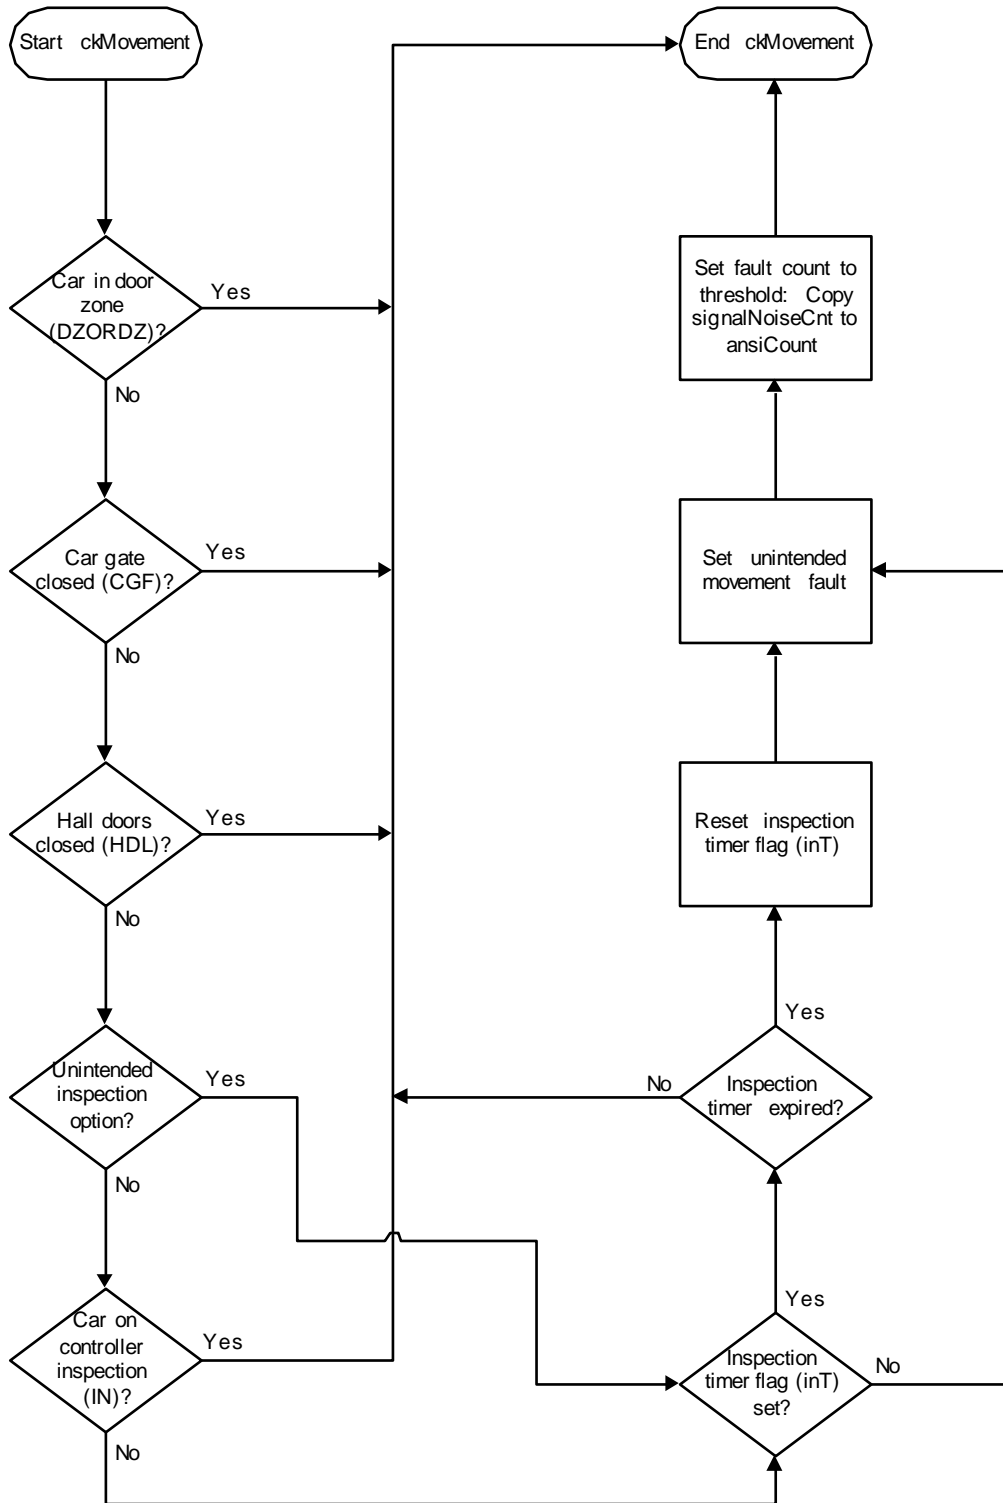 Start ckMovement
End ckMovement
Car in door
zone
(DZORDZ)?
Yes
No
Set fault count to
threshold: Copy
signalNoiseCnt to
ansiCount
Car gate
closed (CGF)?
Yes
No
Set unintended
movement fault
Hall doors
closed (HDL)?
Yes
No
Reset inspection
timer flag (inT)
Unintended
inspection
option?
Yes
No
Inspection
timer expired?
Yes
No
Car on
controller
inspection
(IN)?
Yes
No
Inspection
timer flag (inT)
set?
Yes
No